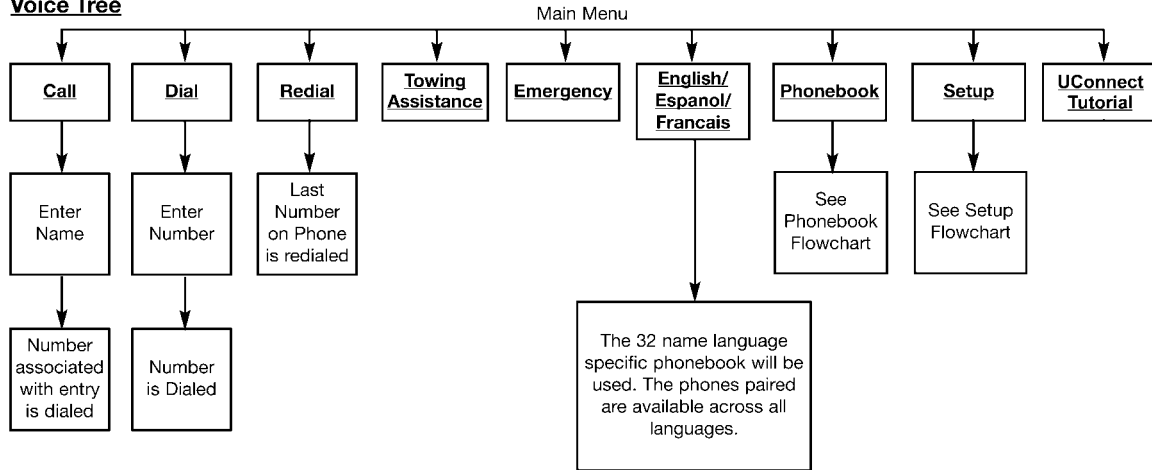 Voice Tree
Main Menu
Call
Dial
Redial
Towing
Assistance
Emergency
English/
Espanol/
Francais
Phonebook
Setup
UConnect
Tutorial
Enter
Name
Enter
Number
Last
Number
on Phone
is redialed
See
Phonebook
Flowchart
See Setup
Flowchart
Number
associated
with entry
is dialed
Number
is Dialed
The 32 name language
specific phonebook will be
used. The phones paired
are available across all
languages.